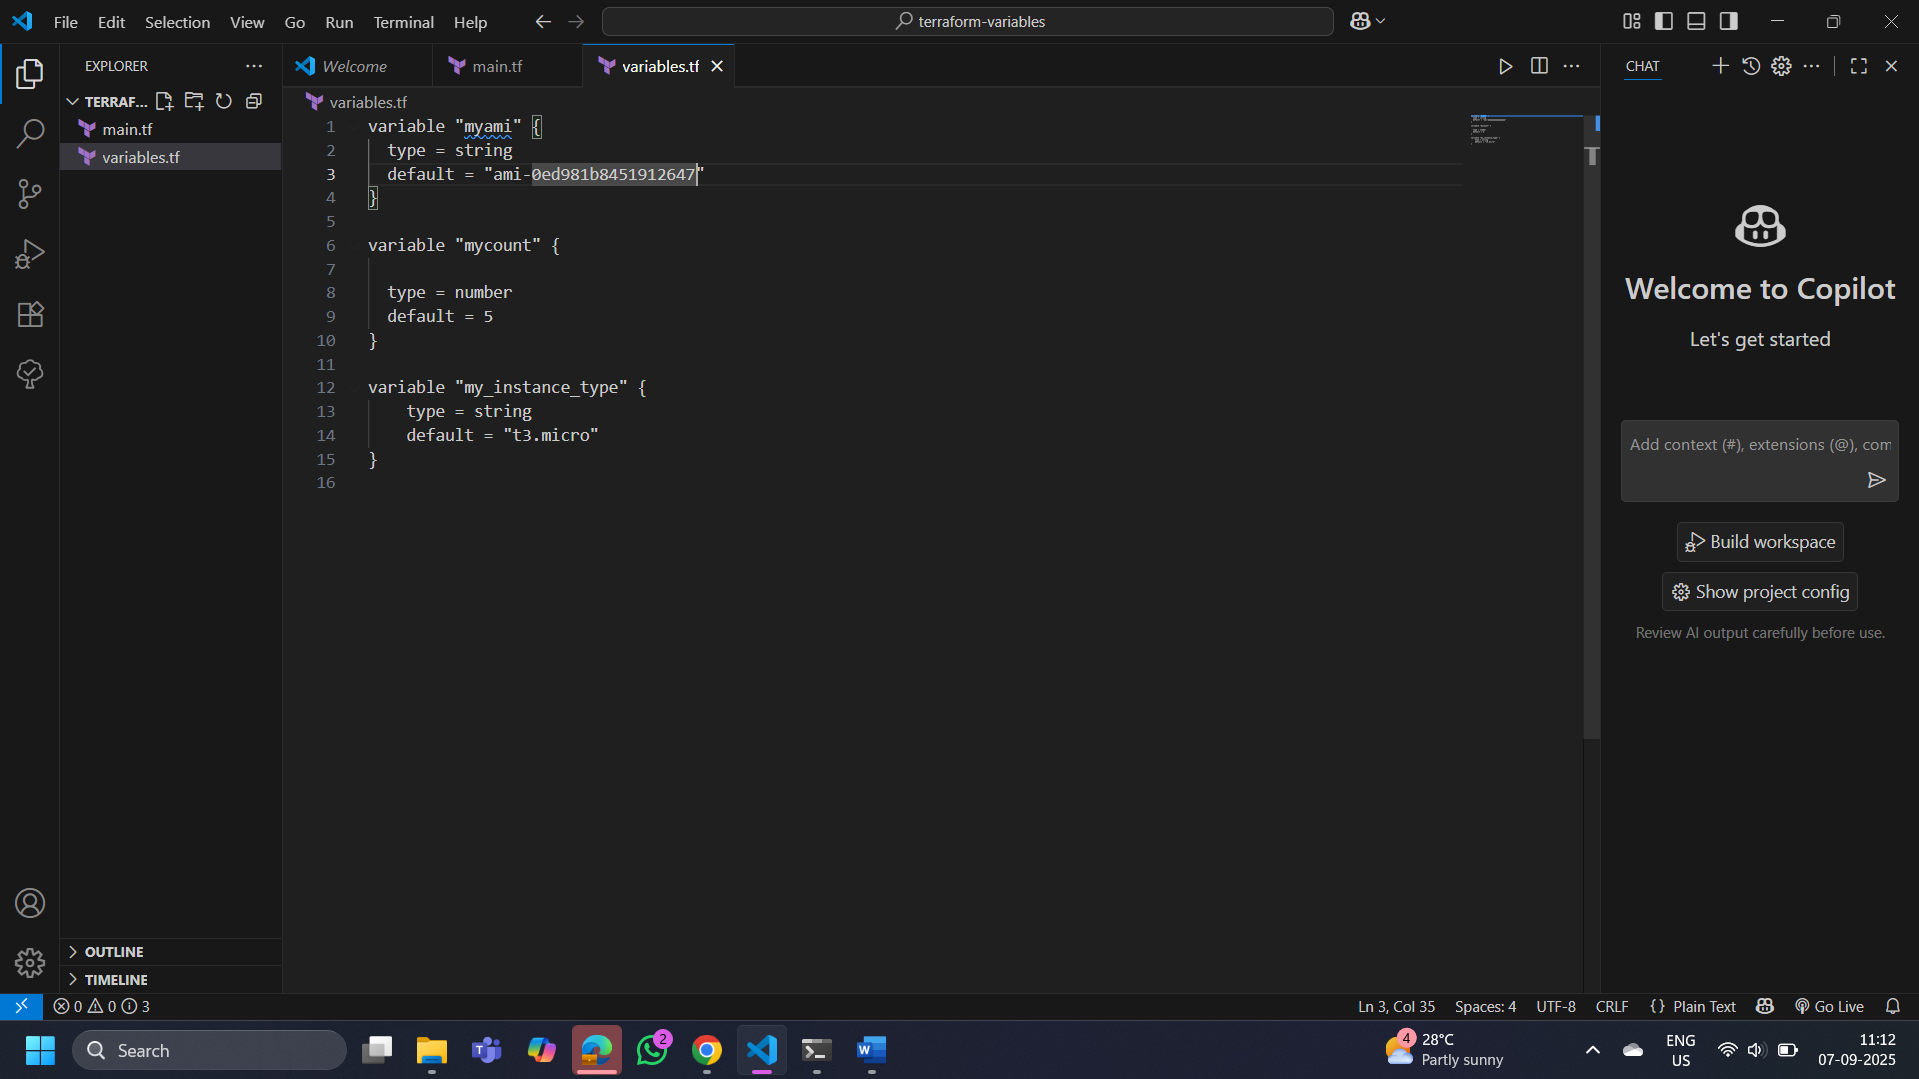 File Edit Selection View Go Run Terminal Help
terraform-variables
EXPLORER
TERRAF...
main.tf
variables.tf
OUTLINE
TIMELINE
Welcome
main.tf
variables.tf
variables.tf
1 variable "myami" {
2 type = string
3 default = "ami-0ed981b8451912647"
4 }
5
6 variable "mycount" {
7
8 type = number
9 default = 5
10 }
11
12 variable "my_instance_type" {
13 type = string
14 default = "t3.micro"
15 }
16
CHAT
Welcome to Copilot
Let's get started
Add context (#), extensions (@), com
Build workspace
Show project config
Review AI output carefully before use.
0 0 3
Ln 3, Col 35 Spaces: 4 UTF-8 CRLF {} Plain Text Go Live
Search
2
4
28°C
Partly sunny
ENG
US
11:12
07-09-2025